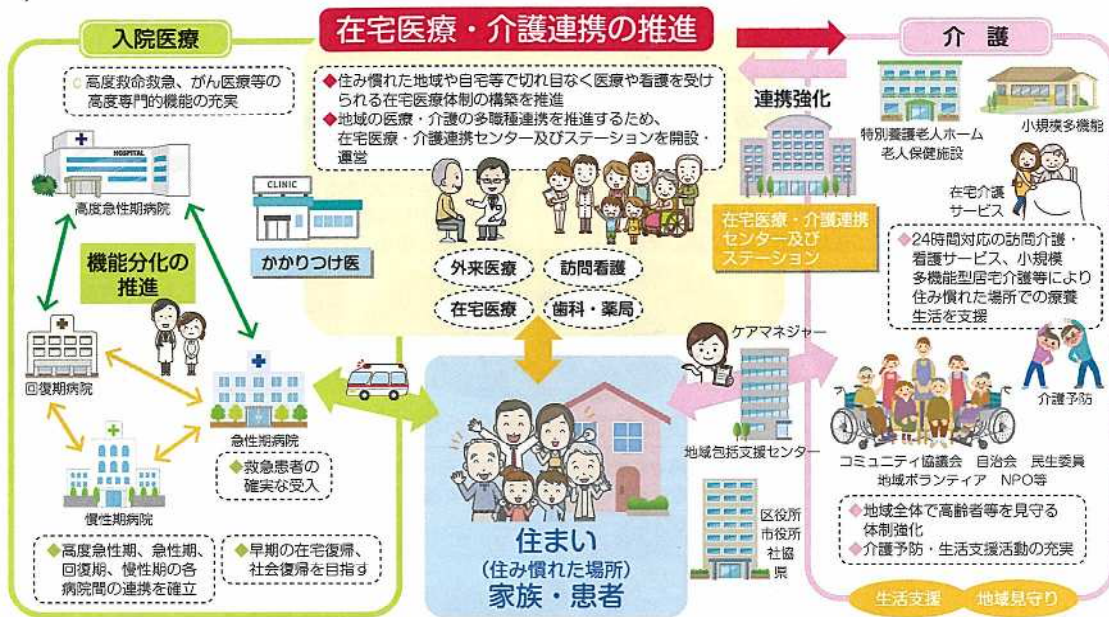 在宅医療・介護連携の推進
入院医療
高度救命救急、がん医療等の
高度専門的機能の充実
HOSPITAL
高度急性期病院
機能分化の
推進
回復期病院
急性期病院
救急患者の
確実な受入
慢性期病院
高度急性期、急性期、
回復期、慢性期の各
病院間の連携を確立
早期の在宅復帰、
社会復帰を目指す
住み慣れた地域や自宅等で切れ目なく医療や看護を受け
られる在宅医療体制の構築を推進
地域の医療・介護の多職種連携を推進するため、
在宅医療・介護連携センター及びステーションを開設・
運営
CLINIC
かかりつけ医
外来医療
訪問看護
在宅医療
歯科・薬局
連携強化
在宅医療・介護連携
センター及び
ステーション
ケアマネジャー
地域包括支援センター
区役所
市役所
社協
県
住まい
(住み慣れた場所)
家族・患者
介護
特別養護老人ホーム
老人保健施設
小規模多機能
在宅介護
サービス
24時間対応の訪問介護・
看護サービス、小規模
多機能型居宅介護等により
住み慣れた場所での療養
生活を支援
介護予防
コミュニティ協議会 自治会 民生委員
地域ボランティア NPO等
地域全体で高齢者等を見守る
体制強化
介護予防・生活支援活動の充実
生活支援
地域見守り